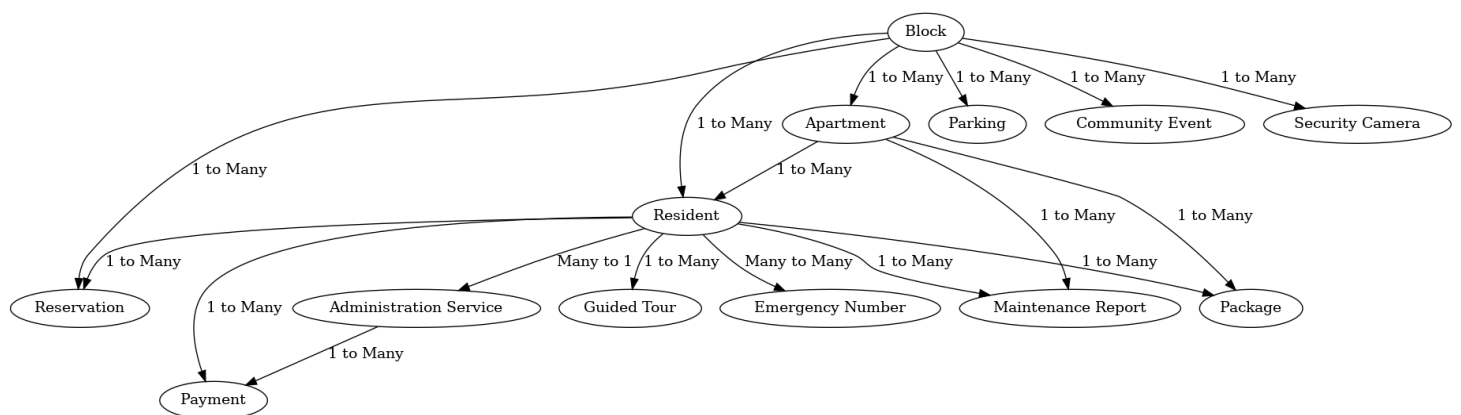 Block
1 to Many
1 to Many
1 to Many
1 to Many
1 to Many
Apartment
Parking
Community Event
Security Camera
1 to Many
1 to Many
1 to Many
Resident
1 to Many
1 to Many
1 to Many
Many to 1
1 to Many
Many to Many
1 to Many
1 to Many
Reservation
1 to Many
Administration Service
Guided Tour
Emergency Number
Maintenance Report
Package
1 to Many
Payment